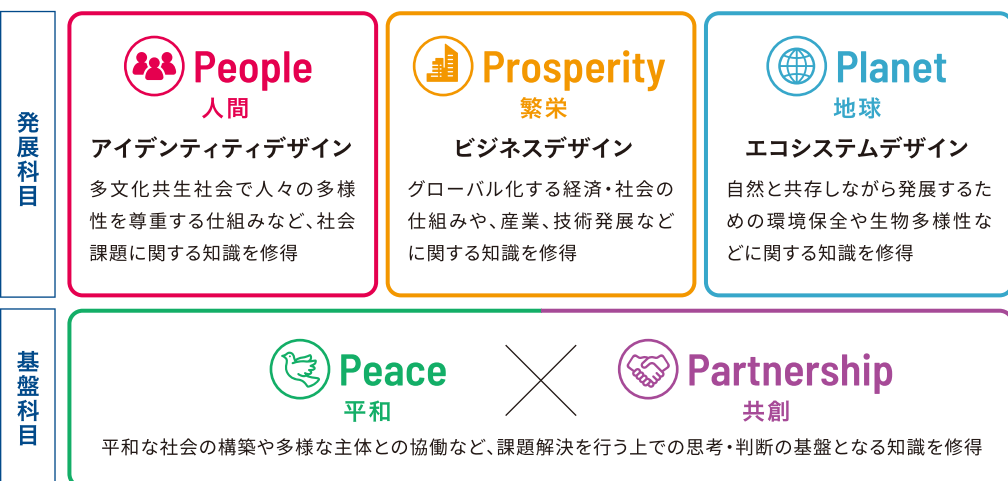 発展科目
People
人間
アイデンティティデザイン
多文化共生社会で人々の多様
性を尊重する仕組みなど、社会
課題に関する知識を修得
Prosperity
繁栄
ビジネスデザイン
グローバル化する経済・社会の
仕組みや、産業、技術発展など
に関する知識を修得
Planet
地球
エコシステムデザイン
自然と共存しながら発展するた
めの環境保全や生物多様性な
どに関する知識を修得
基盤科目
Peace
平和
Partnership
共創
平和な社会の構築や多様な主体との協働など、課題解決を行う上での思考・判断の基盤となる知識を修得